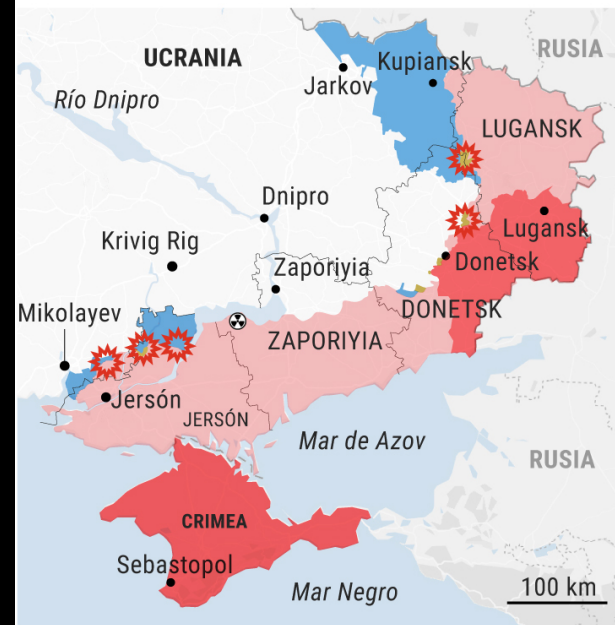 UCRANIA
RUSIA
Kupiansk
Jarkov
Río Dnipro
LUGANSK
Dnipro
Lugansk
Krivig Rig
Donetsk
Zaporiyia
DONETSK
Mikolayev
ZAPORIYIA
Jersón
JERSÓN
Mar de Azov
RUSIA
CRIMEA
Sebastopol
Mar Negro
100 km